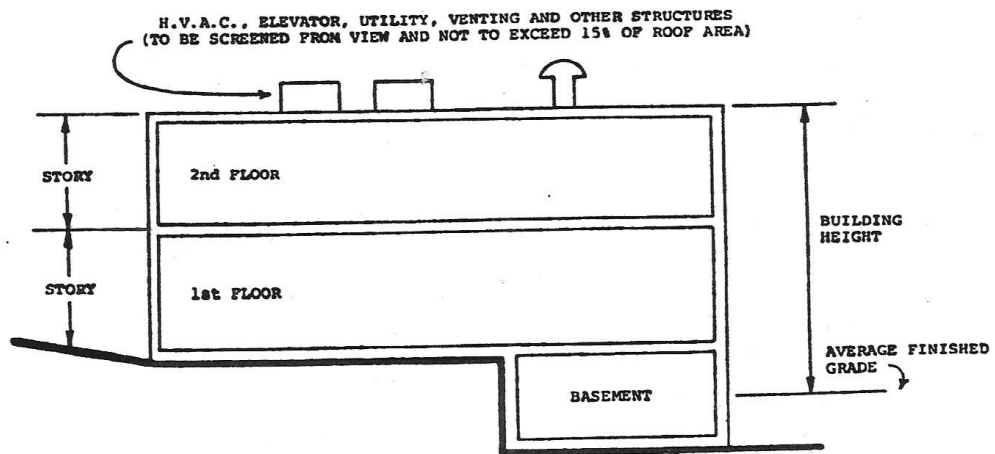 H.V.A.C., ELEVATOR, UTILITY, VENTING AND OTHER STRUCTURES
(TO BE SCREENED FROM VIEW AND NOT TO EXCEED 15% OF ROOF AREA)
STORY
2nd FLOOR
BUILDING
HEIGHT
STORY
1st FLOOR
AVERAGE FINISHED
GRADE
BASEMENT